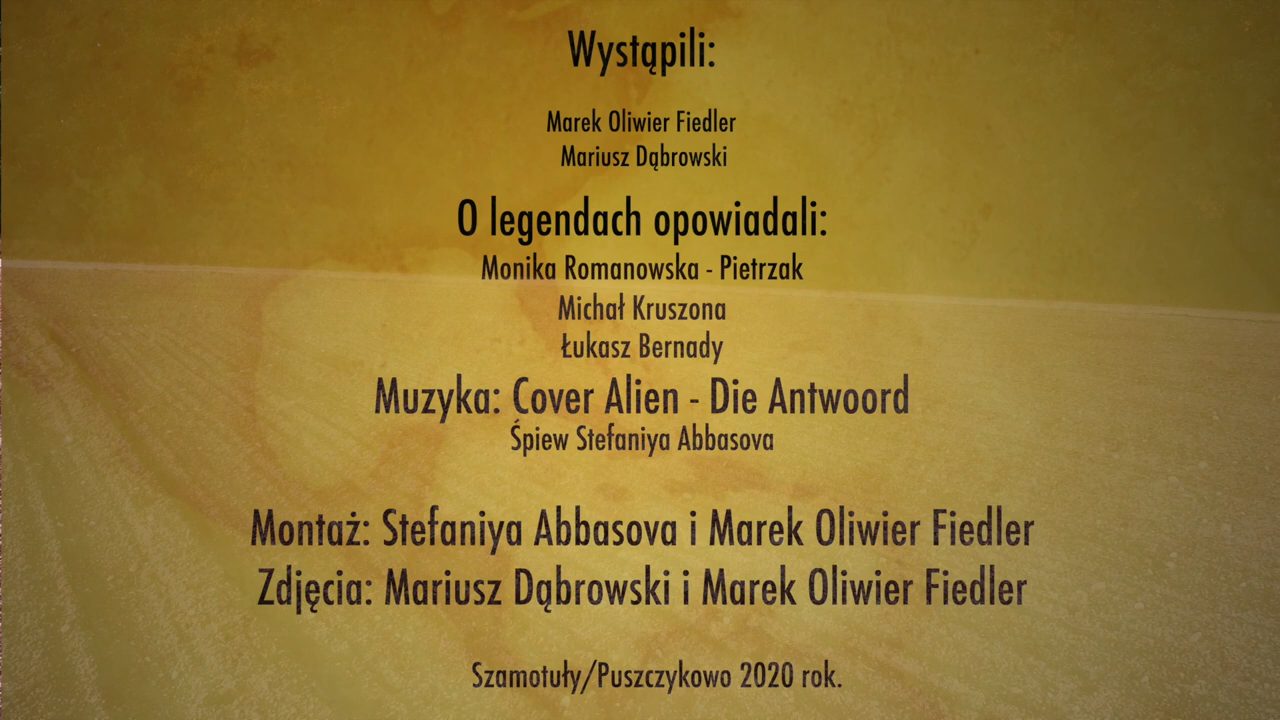 Wystąpili:
Marek Oliwier Fiedler
Mariusz Dąbrowski
O legendach opowiadali:
Monika Romanowska - Pietrzak
Michał Kruszona
Łukasz Bernady
Muzyka: Cover Alien - Die Antwoord
Śpiew Stefaniya Abbasova
Montaż: Stefaniya Abbasova i Marek Oliwier Fiedler
Zdjęcia: Mariusz Dąbrowski i Marek Oliwier Fiedler
Szamotuły/Puszczykowo 2020 rok.